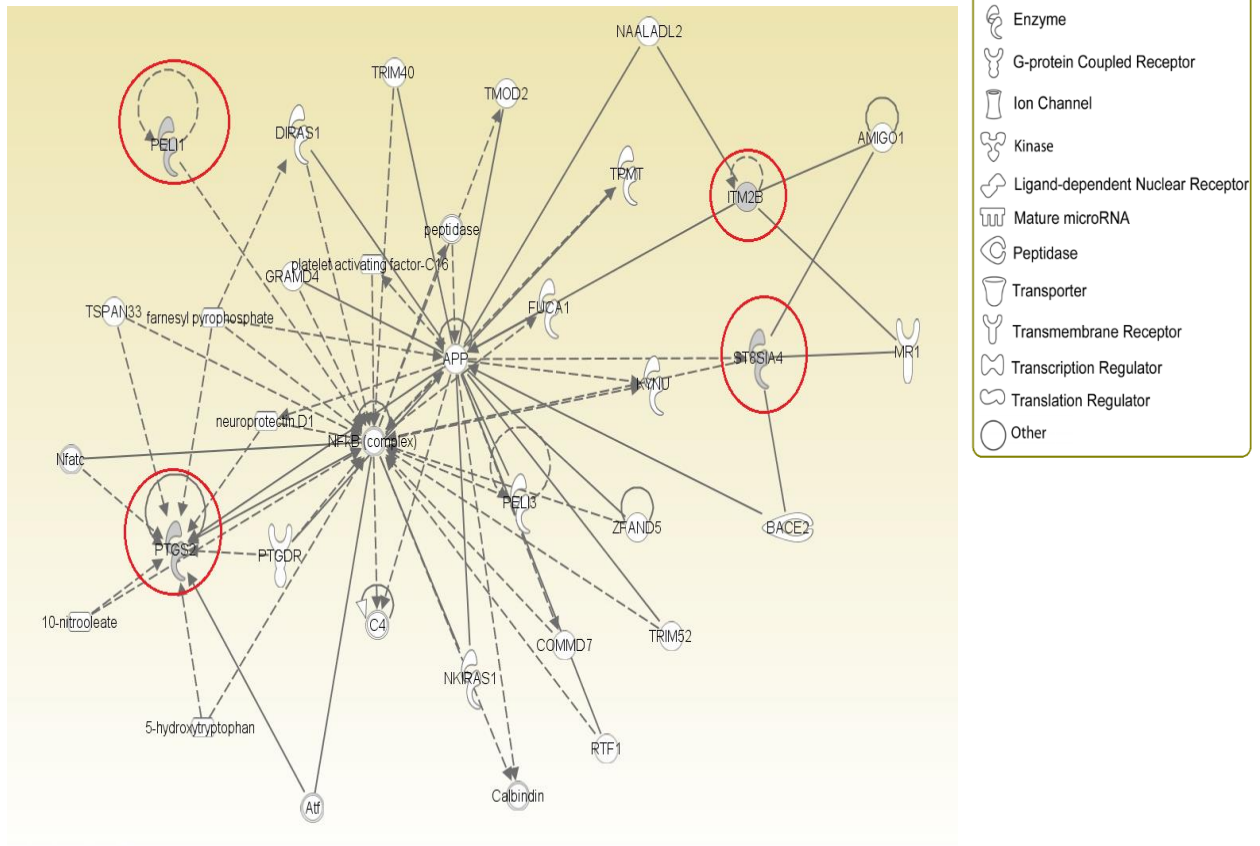 NAALADL2
TRIM40
TMOD2
DIRAS1
AMIGO1
PELI1
TPMT
ITM2B
peptidase
platelet activating factor-C16
GRAMD4
FUCA1
TSPAN33
farnesyl pyrophosphate
APP
ST8SIA4
MR1
KYNU
neuroprotectin D1
NFkB (complex)
Nfatc
PELI3
ZFAND5
BACE2
PTGS2
PTGDR
10-nitrooleate
C4
TRIM52
COMMD7
NKIRAS1
5-hydroxytryptophan
RTF1
Calbindin
Atf
Enzyme
G-protein Coupled Receptor
Ion Channel
Kinase
Ligand-dependent Nuclear Receptor
Mature microRNA
Peptidase
Transporter
Transmembrane Receptor
Transcription Regulator
Translation Regulator
Other